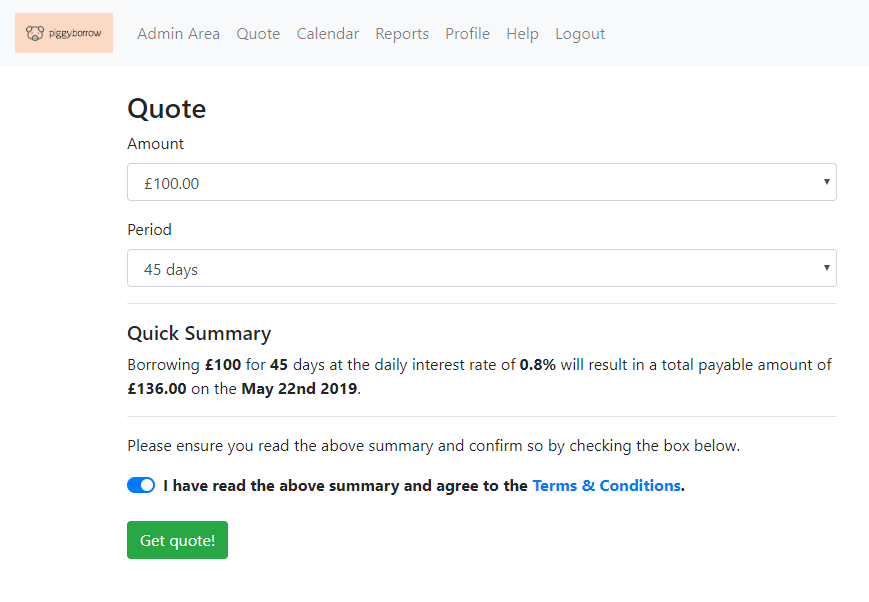 piggyborrow Admin Area Quote Calendar Reports Profile Help Logout
Quote
Amount
£100.00
Period
45 days
Quick Summary
Borrowing £100 for 45 days at the daily interest rate of 0.8% will result in a total payable amount of
£136.00 on the May 22nd 2019.
Please ensure you read the above summary and confirm so by checking the box below.
I have read the above summary and agree to the Terms & Conditions.
Get quote!